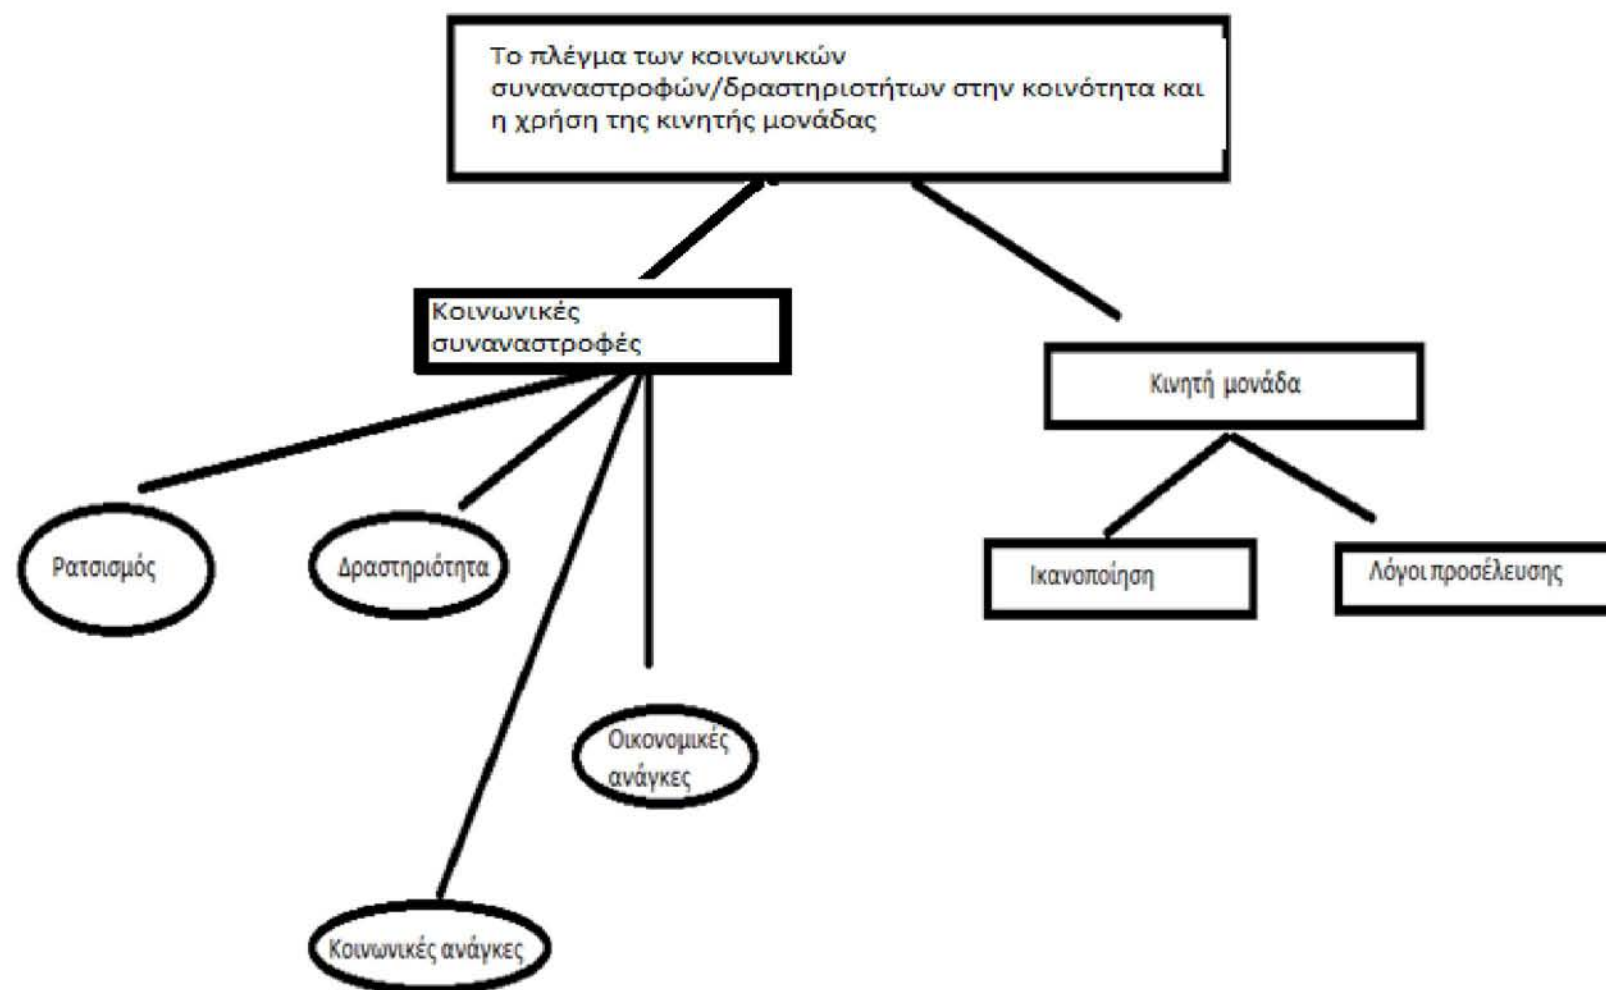 Το πλέγμα των κοινωνικών
συναναστροφών/δραστηριοτήτων στην κοινότητα και
η χρήση της κινητής μονάδας
Κοινωνικές
συναναστροφές
Κινητή μονάδα
Ρατσισμός
Δραστηριότητα
Ικανοποίηση
Λόγοι προσέλευσης
Οικονομικές
ανάγκες
Κοινωνικές ανάγκες